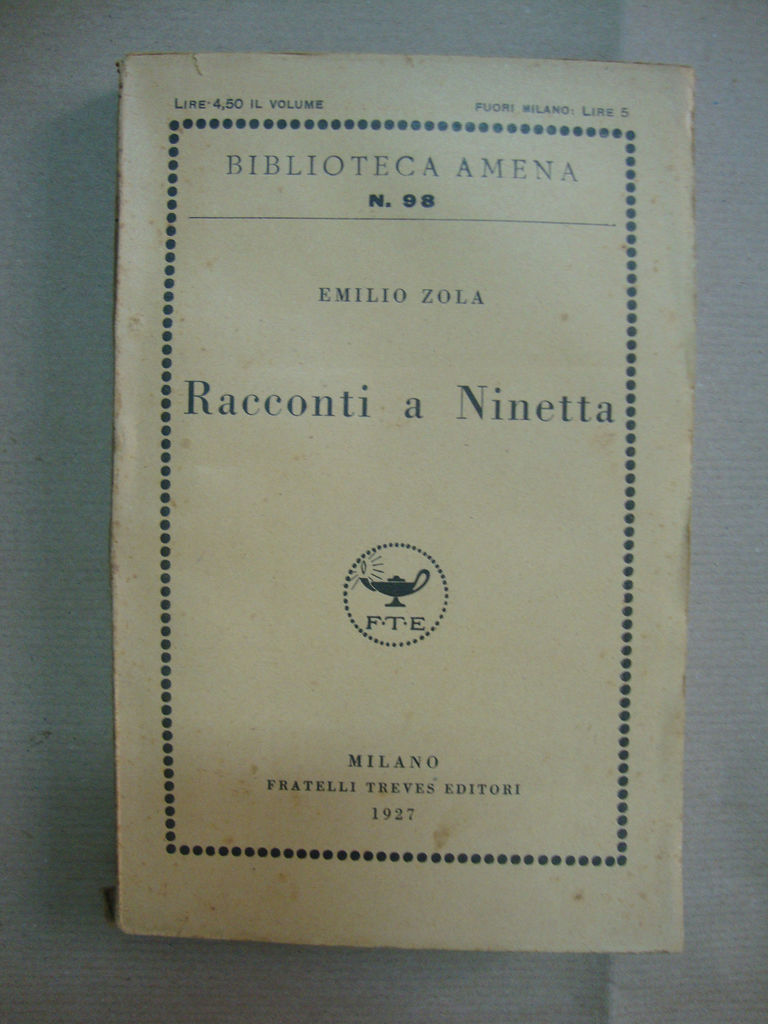 LIRE 4,50 IL VOLUME
FUORI MILANO: LIRE 5
BIBLIOTECA AMENA
N. 98
EMILIO ZOLA
Racconti a Ninetta
F·T·E
MILANO
FRATELLI TREVES EDITORI
1927